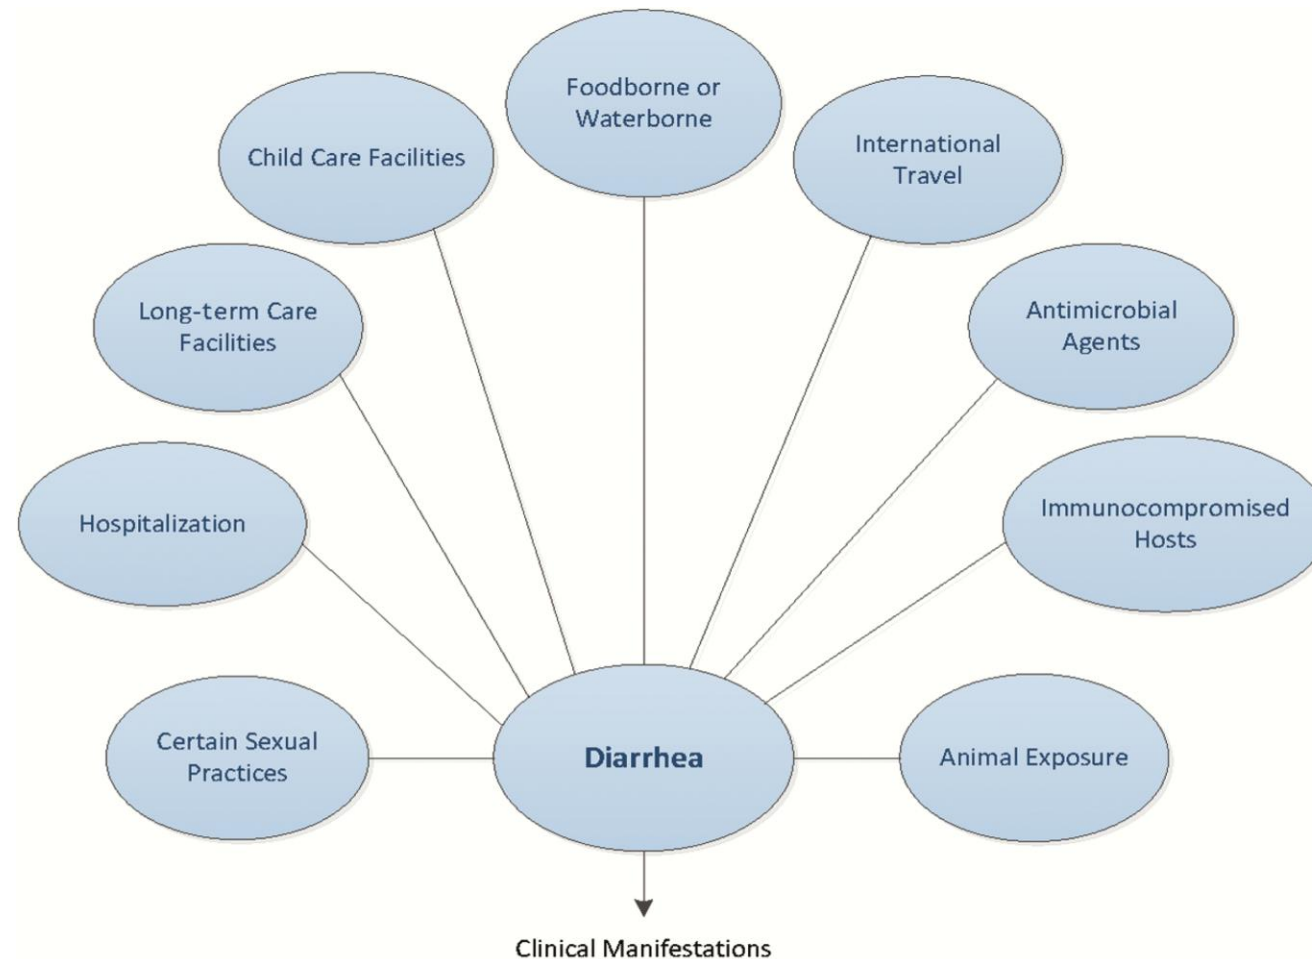 Foodborne or
Waterborne
Child Care Facilities
International
Travel
Long-term Care
Facilities
Antimicrobial
Agents
Hospitalization
Immunocompromised
Hosts
Certain Sexual
Practices
Diarrhea
Animal Exposure
Clinical Manifestations